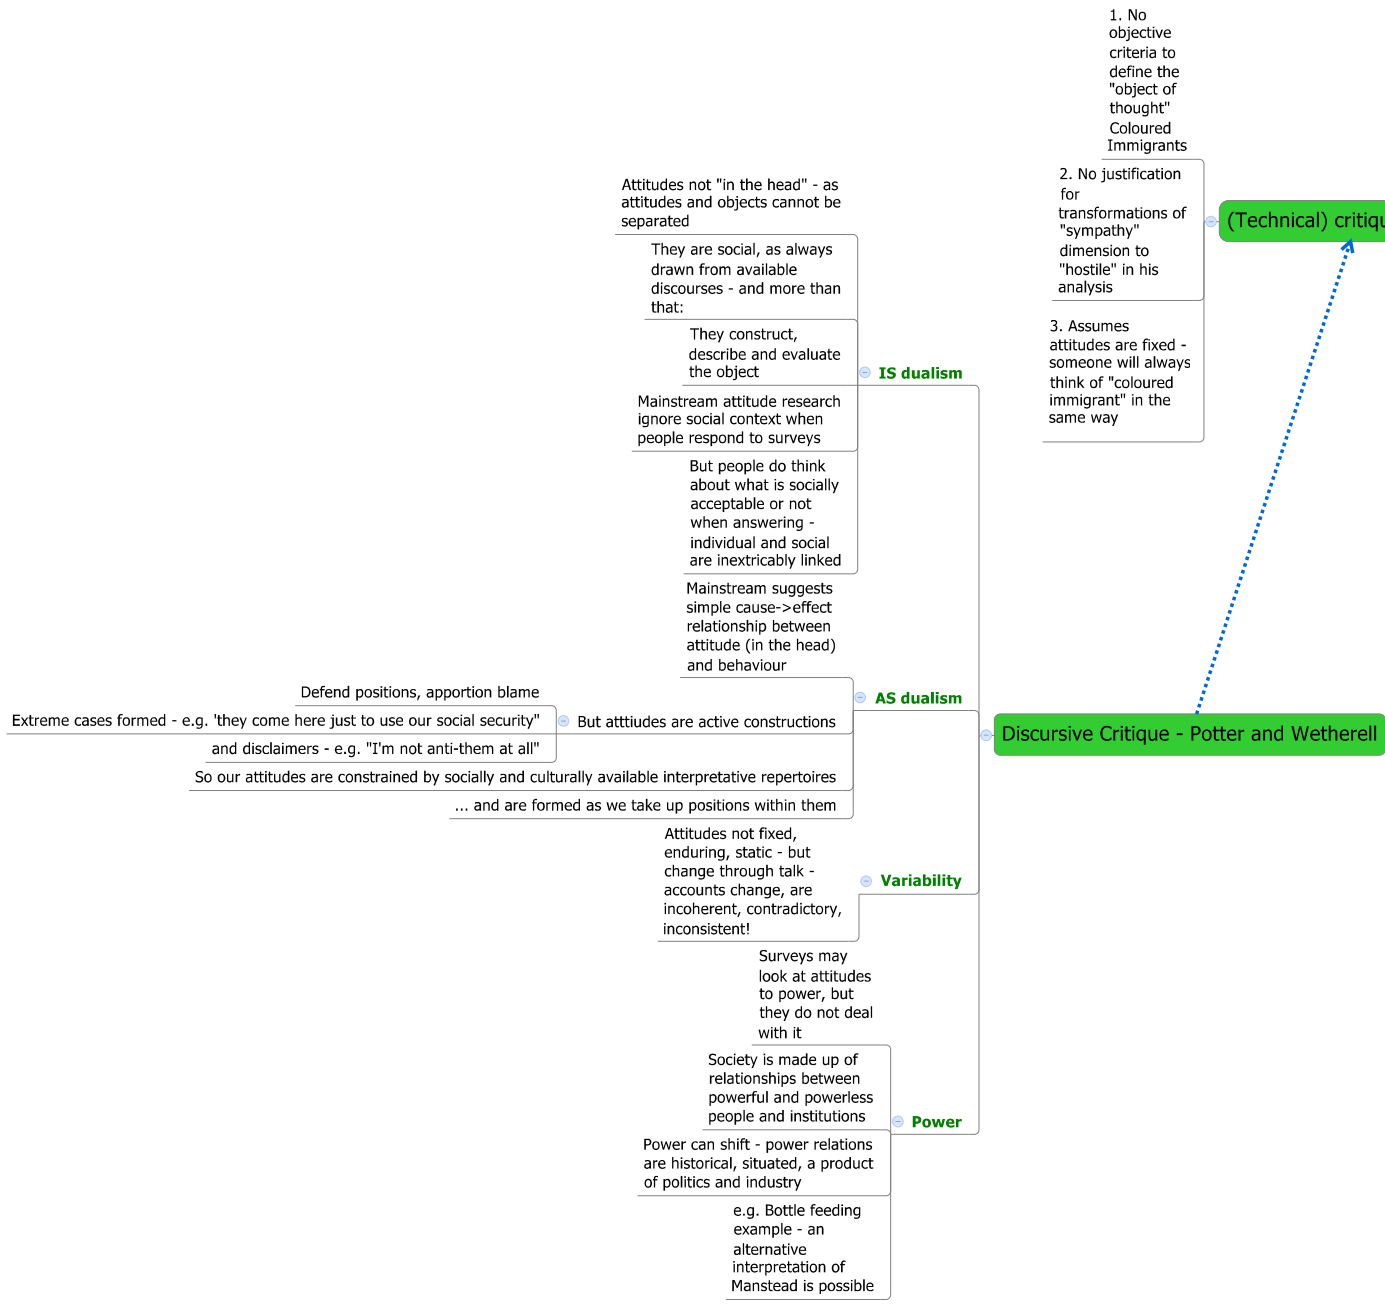 1. No
objective
criteria to
define the
"object of
thought"
Coloured
Immigrants
2. No justification
for
transformations of
"sympathy"
dimension to
"hostile" in his
analysis
3. Assumes
attitudes are fixed -
someone will always
think of "coloured
immigrant" in the
same way
(Technical)
Attitudes not "in the head" - as
attitudes and objects cannot be
separated
They are social, as always
drawn from available
discourses - and more than
that:
They construct,
describe and evaluate
the object
Mainstream attitude research
ignore social context when
people respond to surveys
But people do think
about what is socially
acceptable or not
when answering -
individual and social
are inextricably linked
IS dualism
Mainstream suggests
simple cause->effect
relationship between
attitude (in the head)
and behaviour
Defend positions, apportion blame
Extreme cases formed - e.g. 'they come here just to use our social security"
and disclaimers - e.g. "I'm not anti-them at all"
But atttiudes are active constructions
So our attitudes are constrained by socially and culturally available interpretative repertoires
... and are formed as we take up positions within them
AS dualism
Attitudes not fixed,
enduring, static - but
change through talk -
accounts change, are
incoherent, contradictory,
inconsistent!
Variability
Surveys may
look at attitudes
to power, but
they do not deal
with it
Society is made up of
relationships between
powerful and powerless
people and institutions
Power can shift - power relations
are historical, situated, a product
of politics and industry
e.g. Bottle feeding
example - an
alternative
interpretation of
Manstead is possible
Power
Discursive Critique - Potter and Wetherell